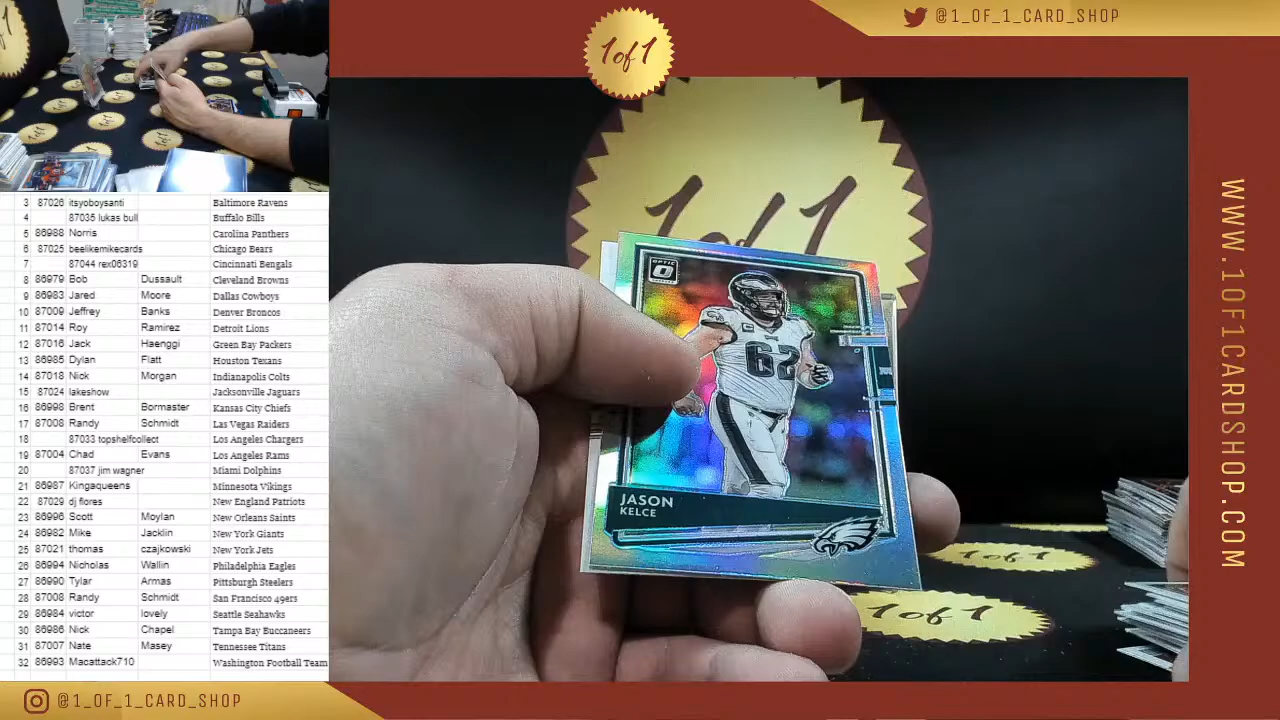 @1_OF_1_CARD_SHOP
1of1
1of1
OPTIC
62
JASON
KELCE
1 of 1
1 of 1
WWW.1OF1CARDSHOP.COM
3 87026 itsyoboysanti Baltimore Ravens
4 87035 lukas bull Buffalo Bills
5 86988 Norris Carolina Panthers
6 87025 beelikemikecards Chicago Bears
7 87044 rex06319 Cincinnati Bengals
8 86979 Bob Dussault Cleveland Browns
9 86983 Jared Moore Dallas Cowboys
10 87009 Jeffrey Banks Denver Broncos
11 87014 Roy Ramirez Detroit Lions
12 87016 Jack Haenggi Green Bay Packers
13 86985 Dylan Flatt Houston Texans
14 87018 Nick Morgan Indianapolis Colts
15 87024 lakeshow Jacksonville Jaguars
16 86998 Brent Bormaster Kansas City Chiefs
17 87008 Randy Schmidt Las Vegas Raiders
18 87033 topshelfcollect Los Angeles Chargers
19 87004 Chad Evans Los Angeles Rams
20 87037 jim wagner Miami Dolphins
21 86987 Kingaqueens Minnesota Vikings
22 87029 dj flores New England Patriots
23 86996 Scott Moylan New Orleans Saints
24 86982 Mike Jacklin New York Giants
25 87021 thomas czajkowski New York Jets
26 86994 Nicholas Wallin Philadelphia Eagles
27 86990 Tylar Armas Pittsburgh Steelers
28 87008 Randy Schmidt San Francisco 49ers
29 86984 victor lovely Seattle Seahawks
30 86986 Nick Chapel Tampa Bay Buccaneers
31 87007 Nate Masey Tennessee Titans
32 86993 Macattack710 Washington Football Team
@1_OF_1_CARD_SHOP